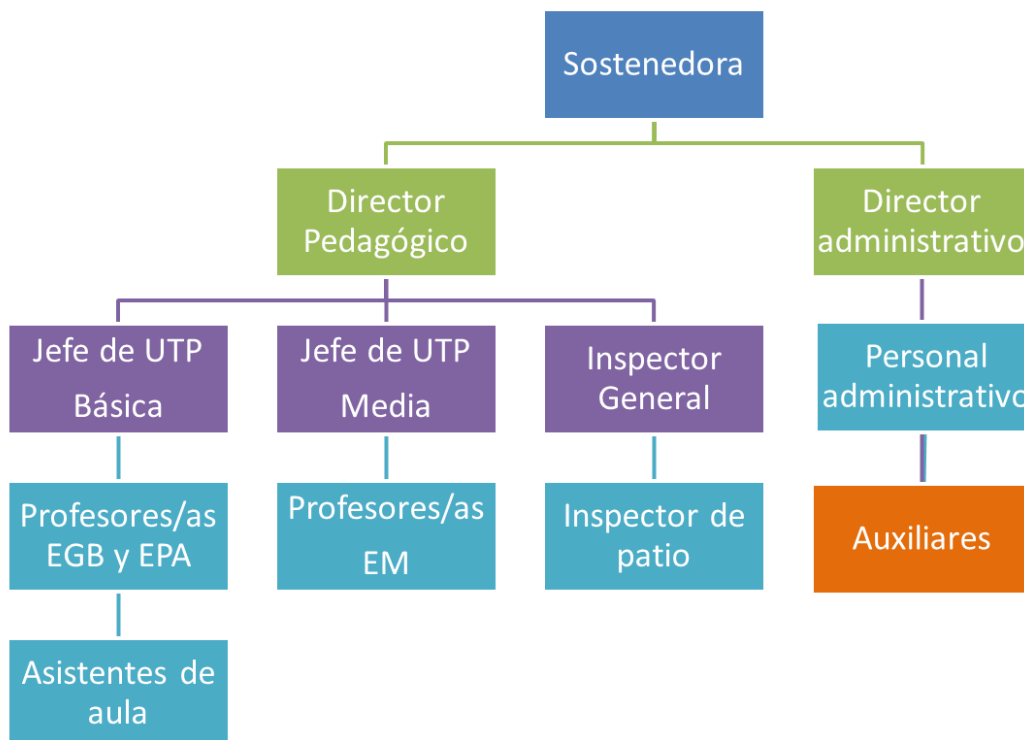 Sostenedora
Director
Pedagógico
Director
administrativo
Jefe de UTP
Básica
Jefe de UTP
Media
Inspector
General
Personal
administrativo
Profesores/as
EGB y EPA
Profesores/as
EM
Inspector de
patio
Auxiliares
Asistentes de
aula